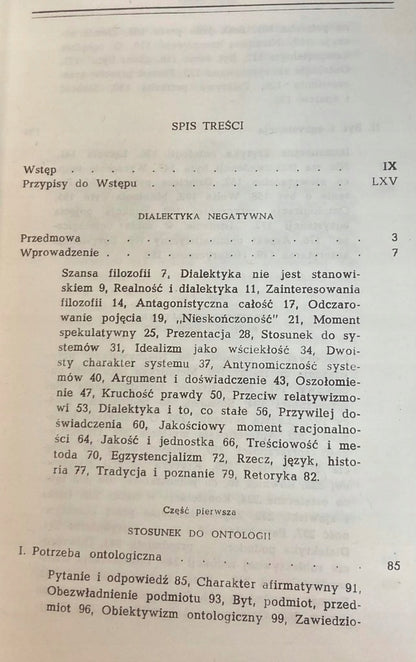 SPIS TREŚCI
Wstęp . . . . . . . . . . . . . . . IX
Przypisy do Wstępu . . . . . . . . . . . . LXV
DIALEKTYKA NEGATYWNA
Przedmowa . . . . . . . . . . . . . . 3
Wprowadzenie . . . . . . . . . . . . . 7
Szansa filozofii 7, Dialektyka nie jest stanowi-
skiem 9, Realność i dialektyka 11, Zainteresowania
filozofii 14, Antagonistyczna całość 17, Odczaro-
wanie pojęcia 19, „Nieskończoność" 21, Moment
spekulatywny 25, Prezentacja 28, Stosunek do sy-
stemów 31, Idealizm jako wściekłość 34, Dwoi-
sty charakter systemu 37, Antynomiczność syste-
mów 40, Argument i doświadczenie 43, Oszołomie-
nie 47, Kruchość prawdy 50, Przeciw relatywizmo-
wi 53, Dialektyka i to, co stałe 56, Przywilej do-
świadczenia 60, Jakościowy moment racjonalno-
ści 64, Jakość i jednostka 66, Treściowość i me-
toda 70, Egzystencjalizm 72, Rzecz, język, histo-
ria 77, Tradycja i poznanie 79, Retoryka 82.
Część pierwsza
STOSUNEK DO ONTOLOGII
I. Potrzeba ontologiczna . . . . . . . . . . 85
Pytanie i odpowiedź 85, Charakter afirmatywny 91,
Obezwładnienie podmiotu 93, Byt, podmiot, przed-
miot 96, Obiektywizm ontologiczny 99, Zawiedzio-